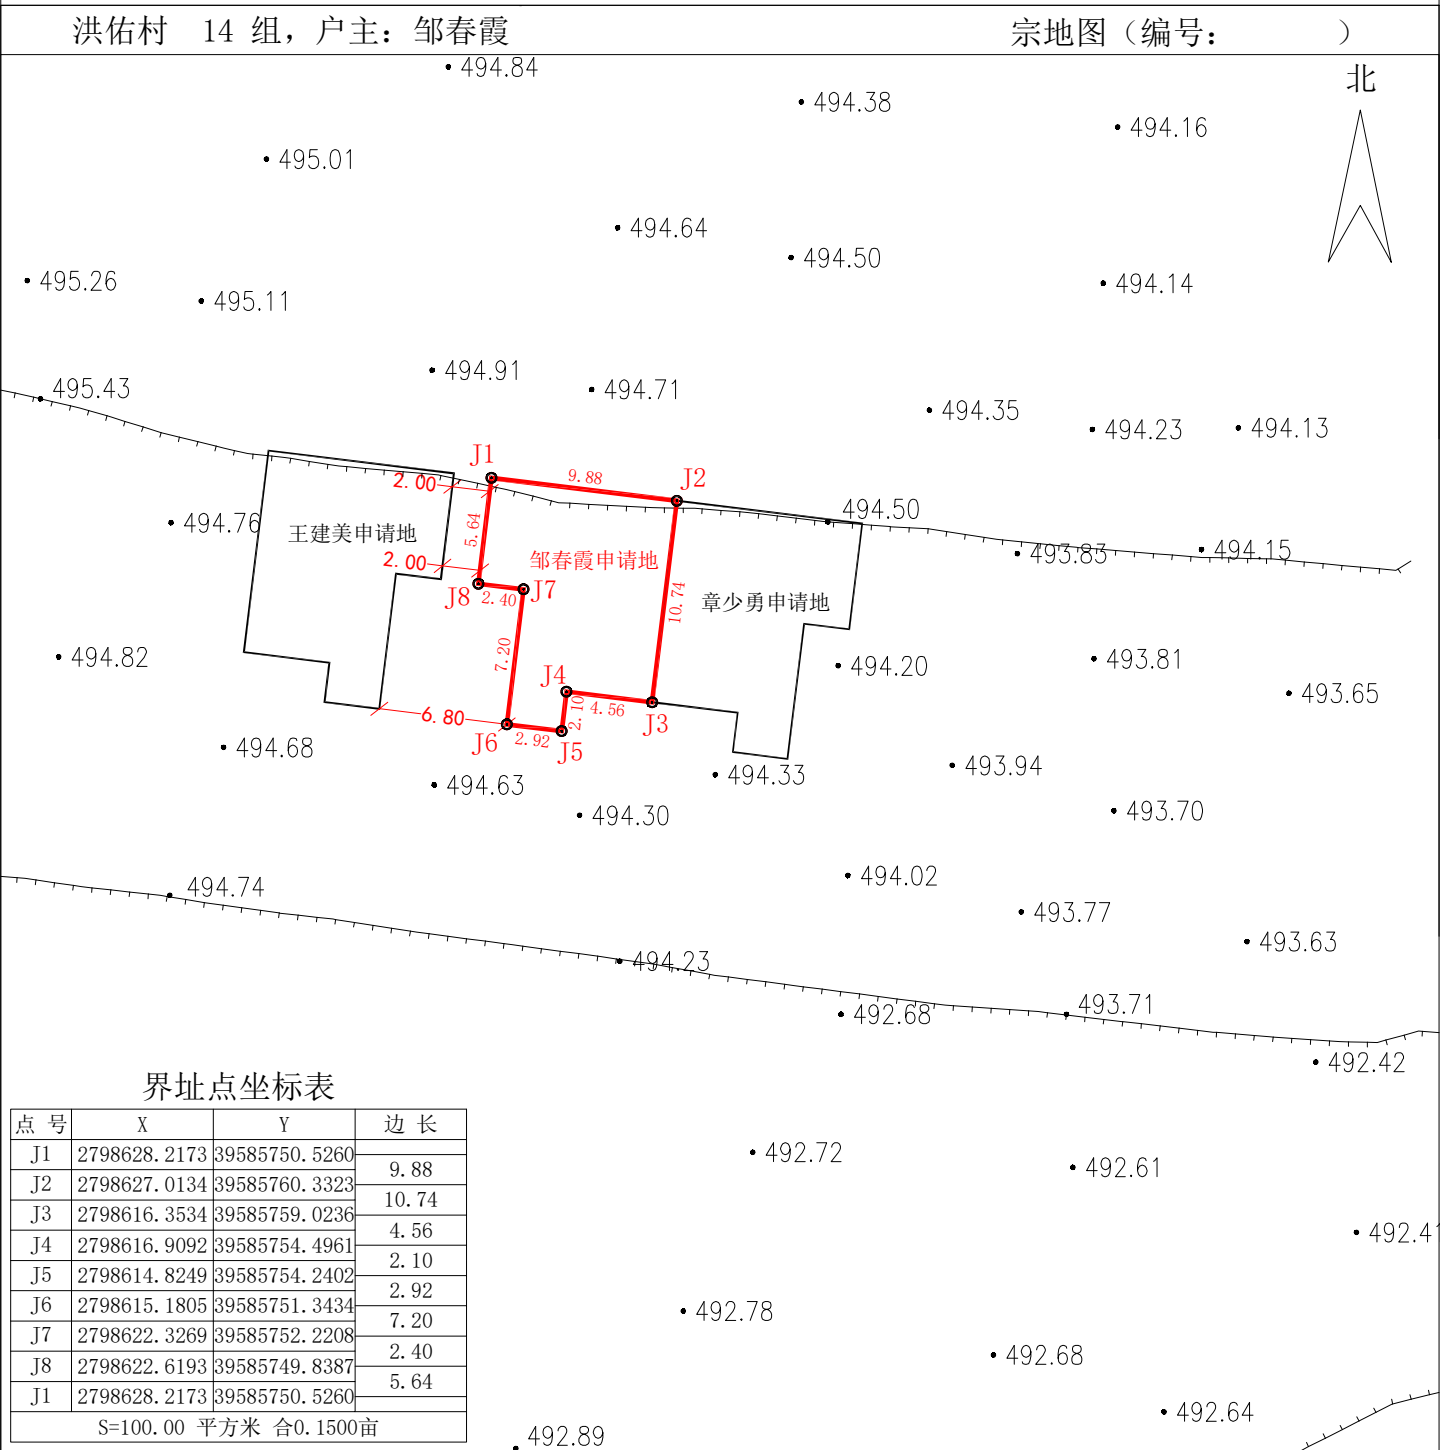 洪佑村 14 组，户主：邹春霞 宗地图（编号： ）
北
494.84
494.38
494.16
495.01
494.64
494.50
495.26
495.11
494.14
494.91
494.71
495.43
494.35
494.23
494.13
J1
9.88
J2
2.00
494.50
494.76
王建美申请地
5.64
邹春霞申请地
493.83
494.15
2.00
J8
2.40
J7
10.74
章少勇申请地
7.20
494.82
494.20
493.81
493.65
J4
2.10
4.56
J3
6.80
J6
2.92
J5
494.68
494.63
494.33
493.94
494.30
493.70
494.02
494.74
493.77
493.63
494.23
492.68
493.71
492.42
界址点坐标表
点 号 X Y 边 长
J1 2798628.2173 39585750.5260
9.88
J2 2798627.0134 39585760.3323
10.74
J3 2798616.3534 39585759.0236
4.56
J4 2798616.9092 39585754.4961
2.10
J5 2798614.8249 39585754.2402
2.92
J6 2798615.1805 39585751.3434
7.20
J7 2798622.3269 39585752.2208
2.40
J8 2798622.6193 39585749.8387
5.64
J1 2798628.2173 39585750.5260
S=100.00 平方米 合0.1500亩
492.72
492.61
492.41
492.78
492.68
492.64
492.89